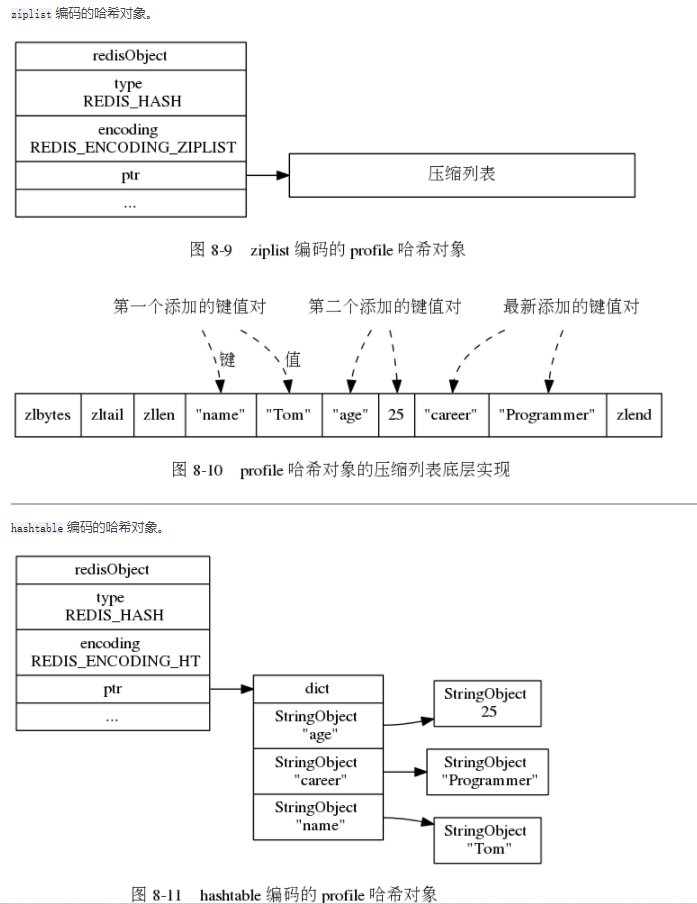 ziplist 编码的哈希对象。
redisObject
type
REDIS_HASH
encoding
REDIS_ENCODING_ZIPLIST
ptr
...
压缩列表
图 8-9 ziplist 编码的 profile 哈希对象
第一个添加的键值对 第二个添加的键值对 最新添加的键值对
键 值
zlbytes zltail zllen "name" "Tom" "age" 25 "career" "Programmer" zlend
图 8-10 profile 哈希对象的压缩列表底层实现
hashtable 编码的哈希对象。
redisObject
type
REDIS_HASH
encoding
REDIS_ENCODING_HT
ptr
...
dict
StringObject
"age"
StringObject
"career"
StringObject
"name"
StringObject
25
StringObject
"Programmer"
StringObject
"Tom"
图 8-11 hashtable 编码的 profile 哈希对象